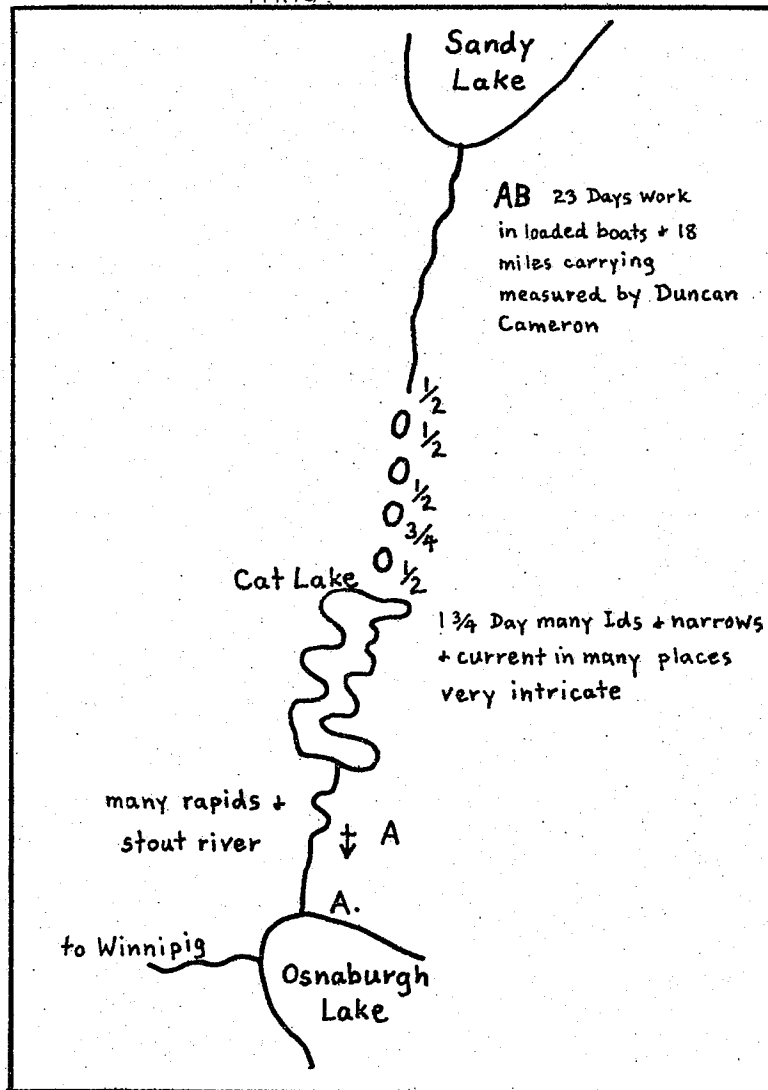 Sandy
Lake
AB 23 Days work
in loaded boats + 18
miles carrying
measured by Duncan
Cameron
1/2
1/2
1/2
3/4
1/2
Cat Lake
1 3/4 Day many Ids + narrows
+ current in many places
very intricate
many rapids +
stout river
A
A.
to Winnipig
Osnaburgh
Lake